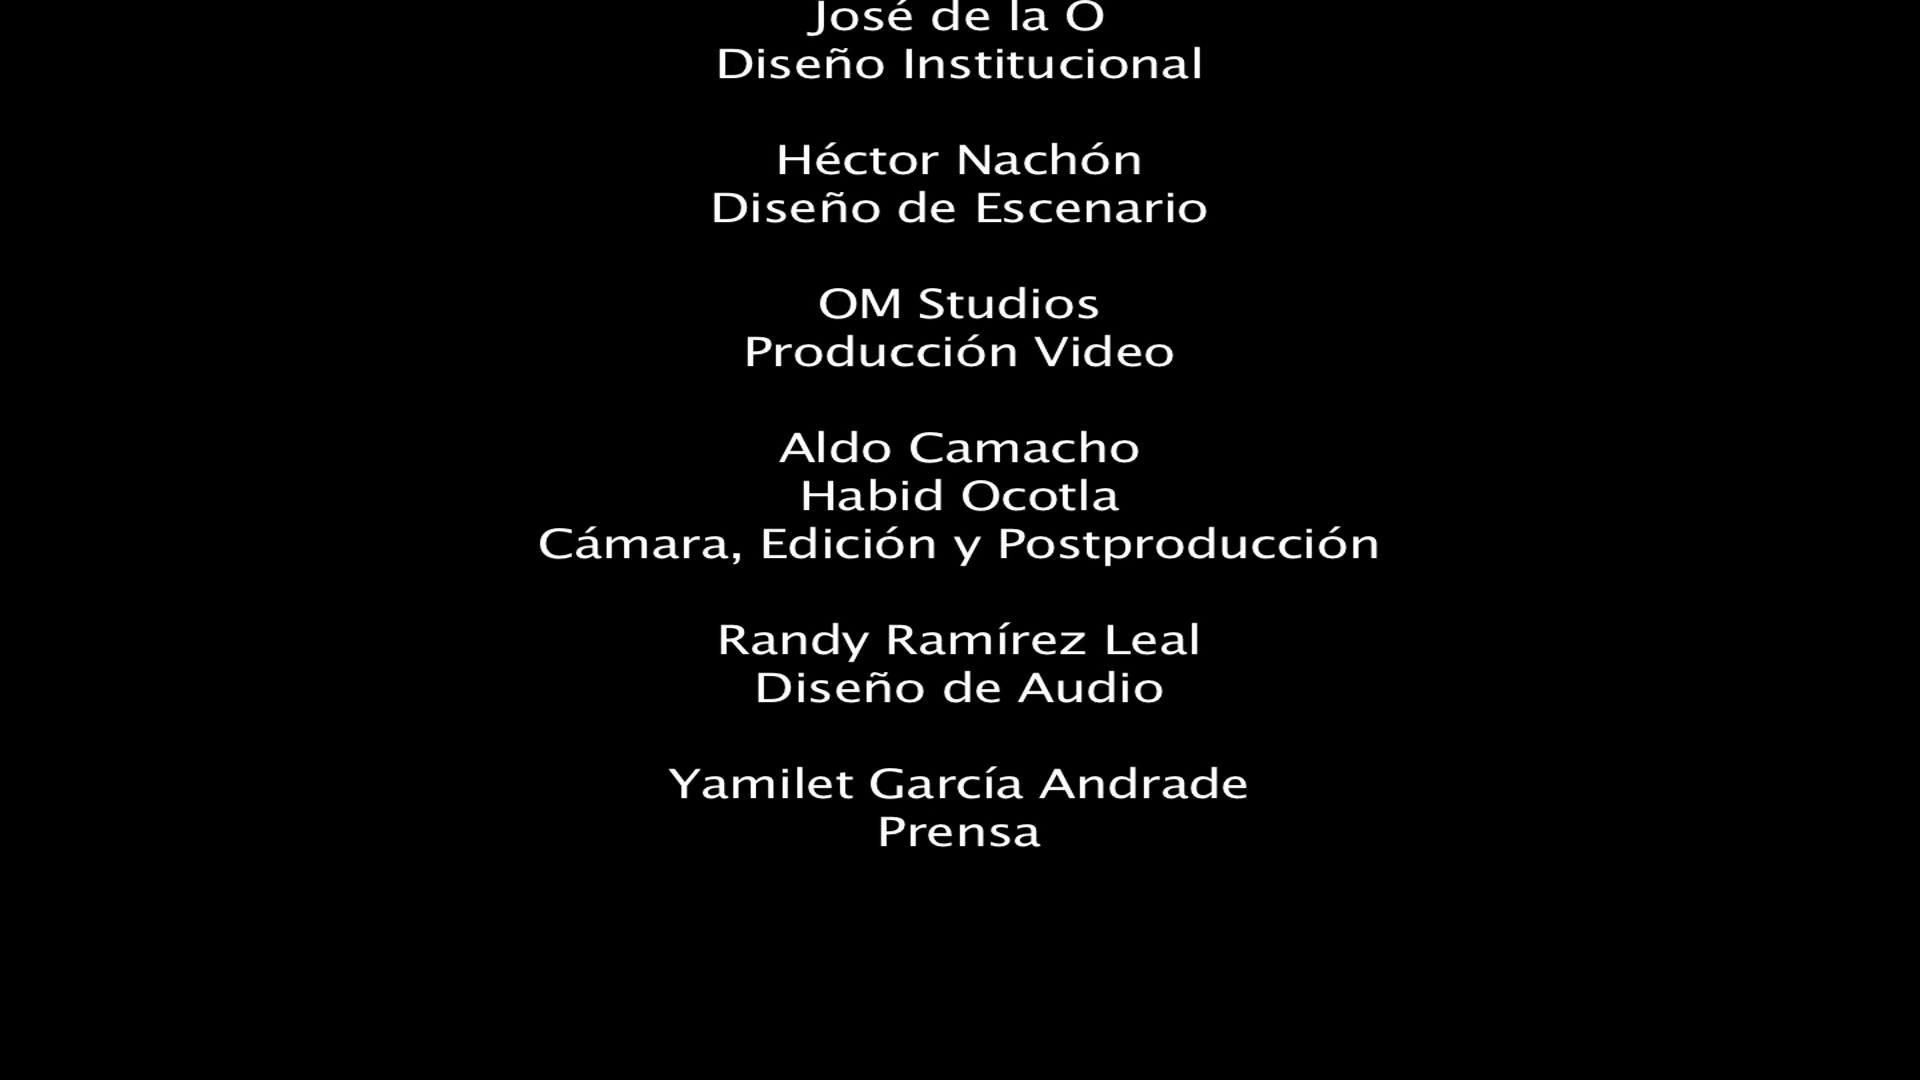 José de la O
Diseño Institucional
Héctor Nachón
Diseño de Escenario
OM Studios
Producción Video
Aldo Camacho
Habid Ocotla
Cámara, Edición y Postproducción
Randy Ramírez Leal
Diseño de Audio
Yamilet García Andrade
Prensa